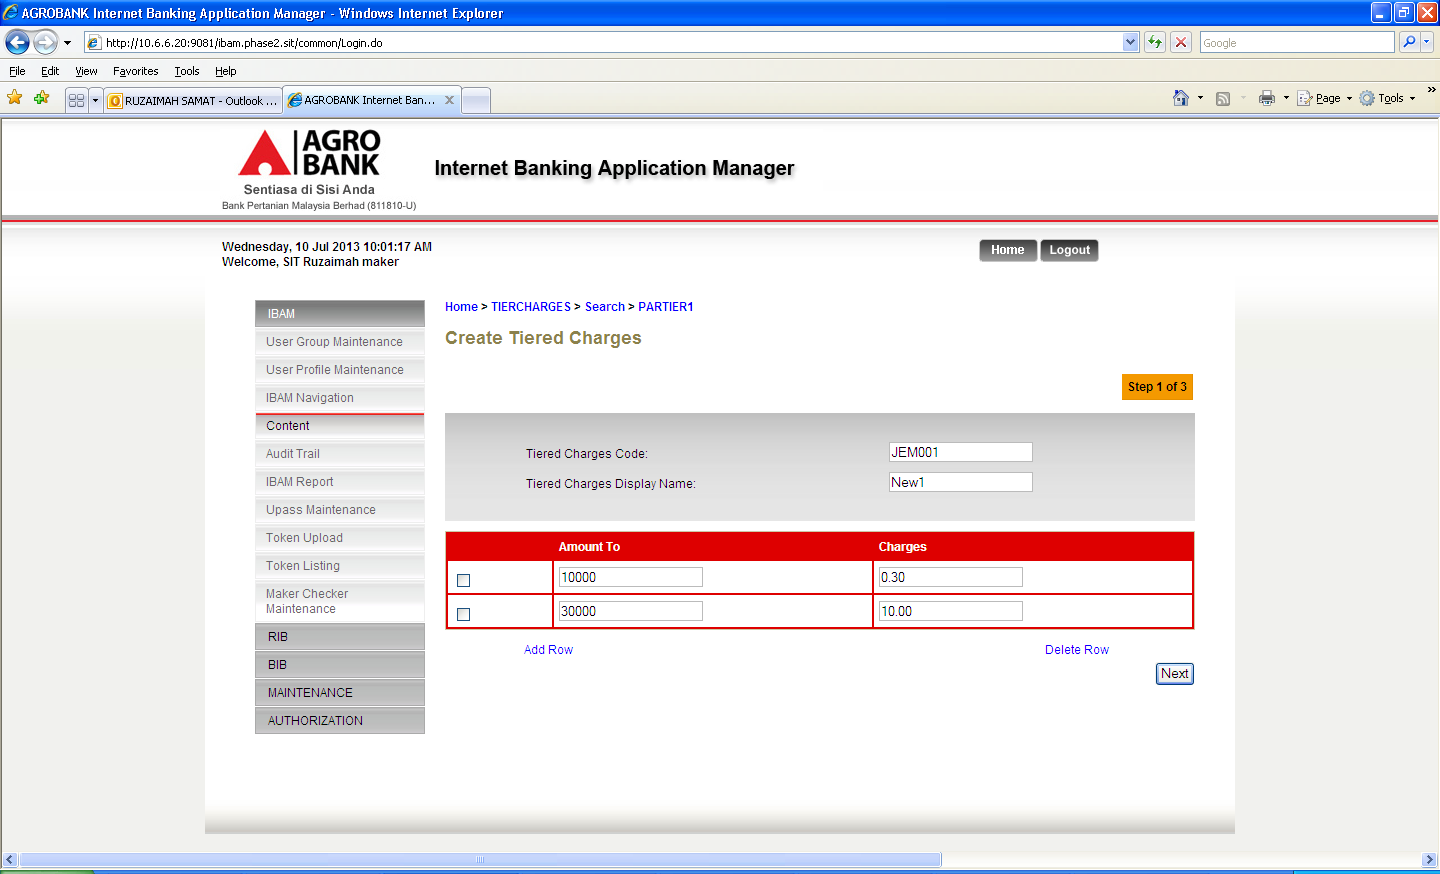 AGROBANK Internet Banking Application Manager - Windows Internet Explorer
http://10.6.6.20:9081/ibam.phase2.sit/common/Login.do
Google
File Edit View Favorites Tools Help
RUZAIMAH SAMAT - Outlook ...
AGROBANK Internet Ban...
Page Tools
AGRO
BANK
Sentiasa di Sisi Anda
Bank Pertanian Malaysia Berhad (811810-U)
Internet Banking Application Manager
Wednesday, 10 Jul 2013 10:01:17 AM
Welcome, SIT Ruzaimah maker
Home Logout
IBAM
User Group Maintenance
User Profile Maintenance
IBAM Navigation
Content
Audit Trail
IBAM Report
Upass Maintenance
Token Upload
Token Listing
Maker Checker
Maintenance
RIB
BIB
MAINTENANCE
AUTHORIZATION
Home > TIERCHARGES > Search > PARTIER1
Create Tiered Charges
Step 1 of 3
Tiered Charges Code: JEM001
Tiered Charges Display Name: New1
Amount To Charges
10000 0.30
30000 10.00
Add Row Delete Row
Next